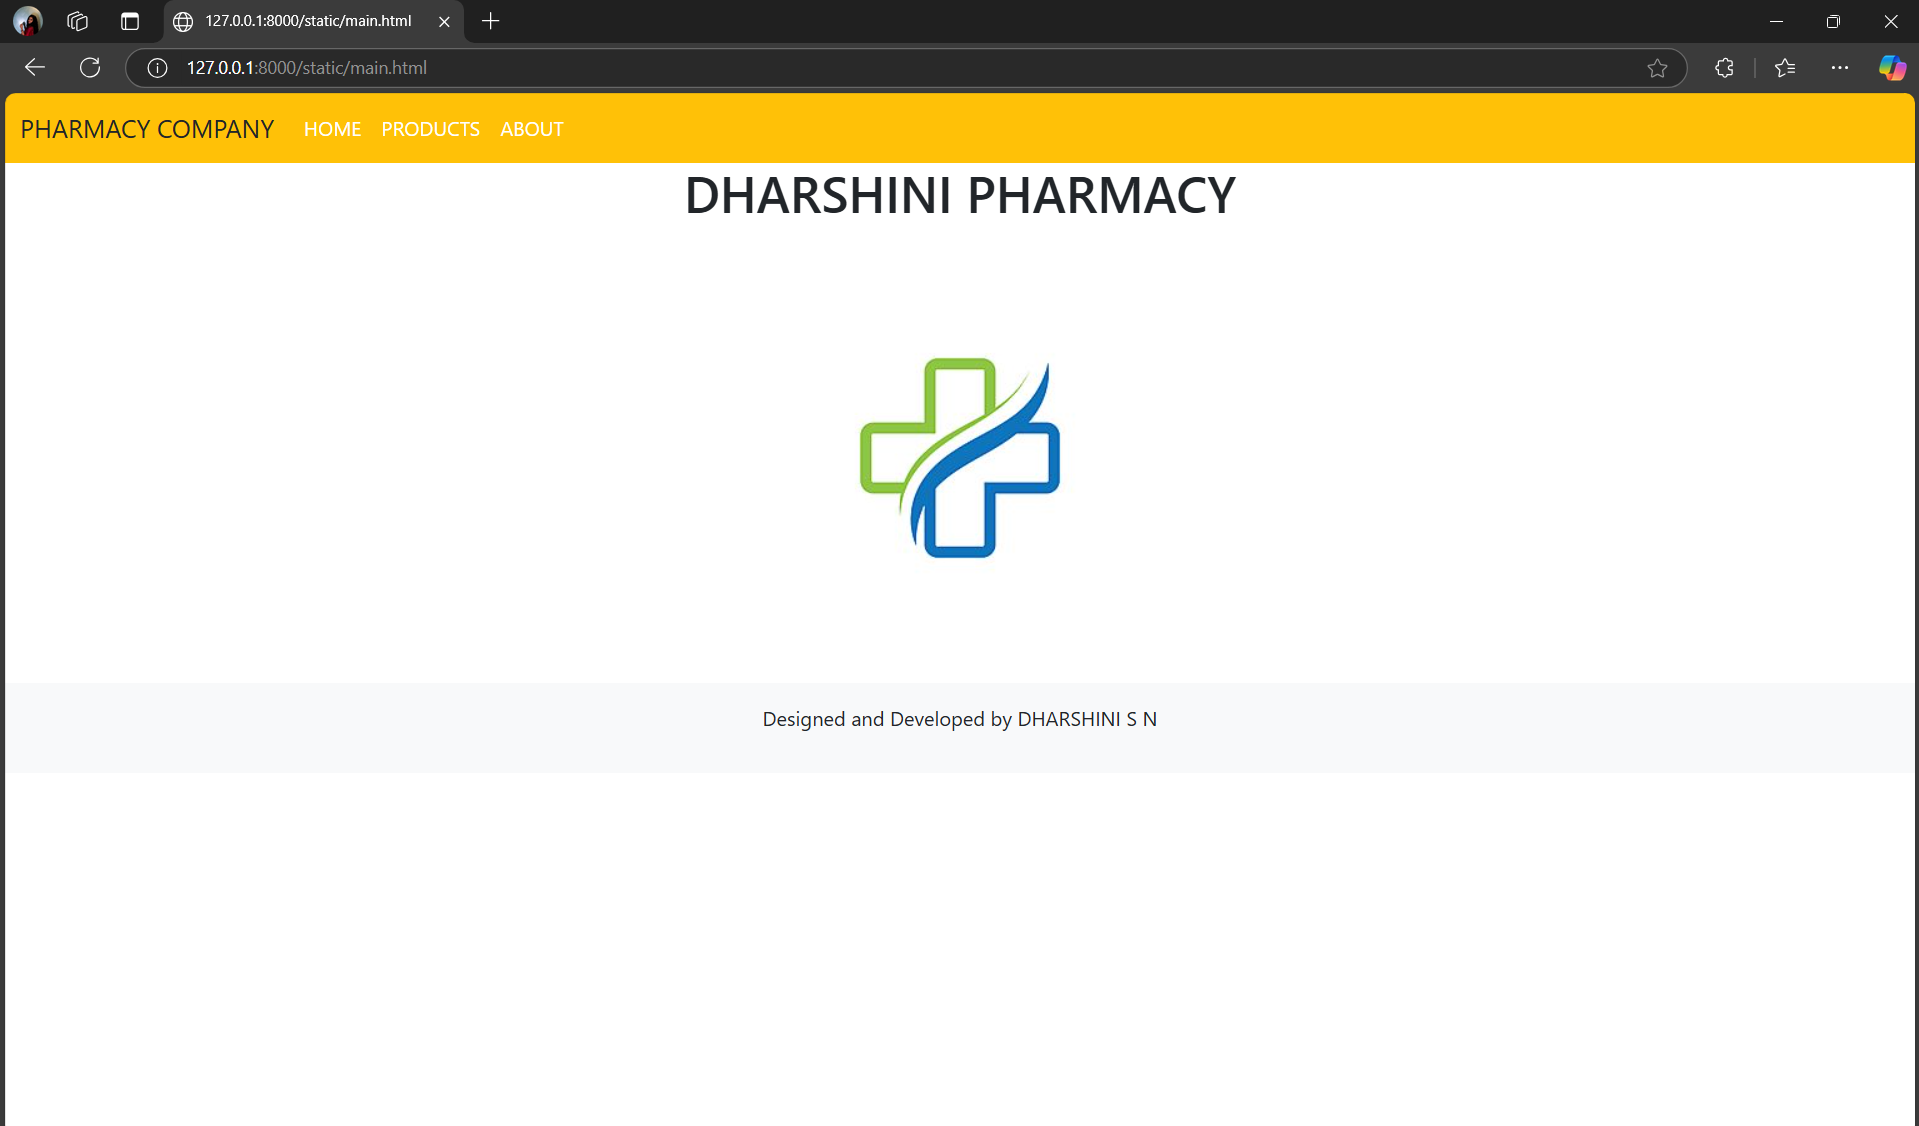 127.0.0.1:8000/static/main.html
127.0.0.1:8000/static/main.html
PHARMACY COMPANY HOME PRODUCTS ABOUT
DHARSHINI PHARMACY
Designed and Developed by DHARSHINI S N